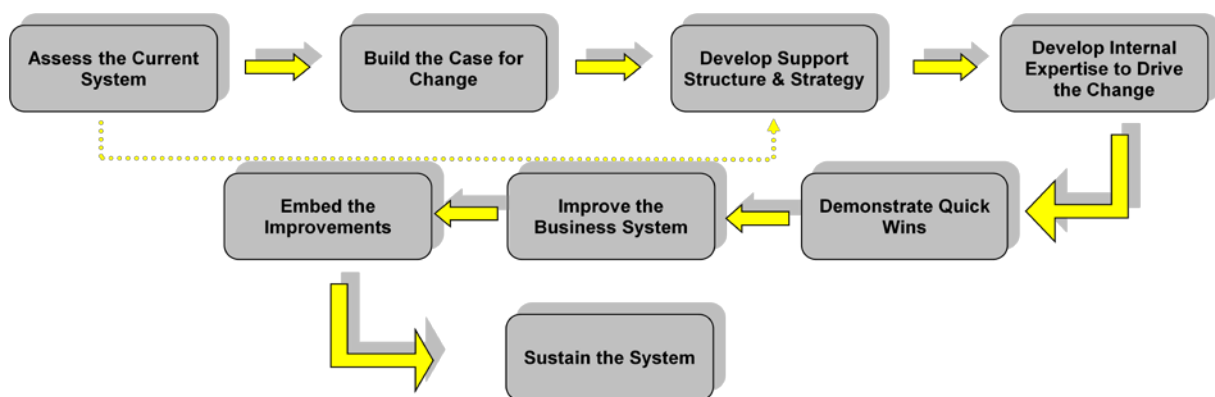 Assess the Current
System
Build the Case for
Change
Develop Support
Structure & Strategy
Develop Internal
Expertise to Drive
the Change
Demonstrate Quick
Wins
Improve the
Business System
Embed the
Improvements
Sustain the System